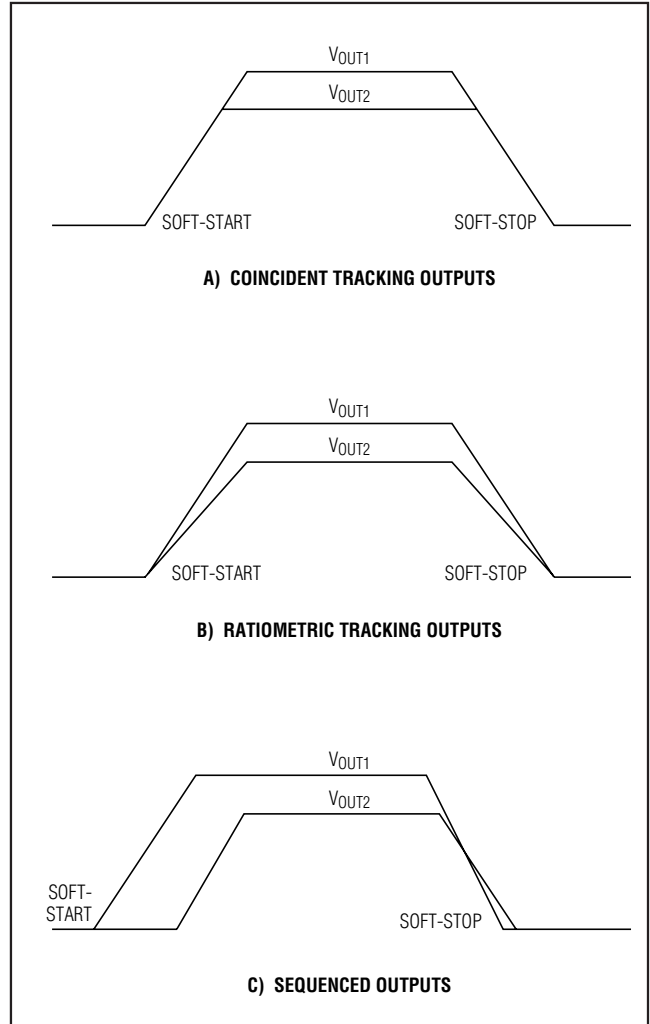 VOUT1
VOUT2
SOFT-START
SOFT-STOP
A) COINCIDENT TRACKING OUTPUTS
VOUT1
VOUT2
SOFT-START
SOFT-STOP
B) RATIOMETRIC TRACKING OUTPUTS
VOUT1
VOUT2
SOFT-
START
SOFT-STOP
C) SEQUENCED OUTPUTS